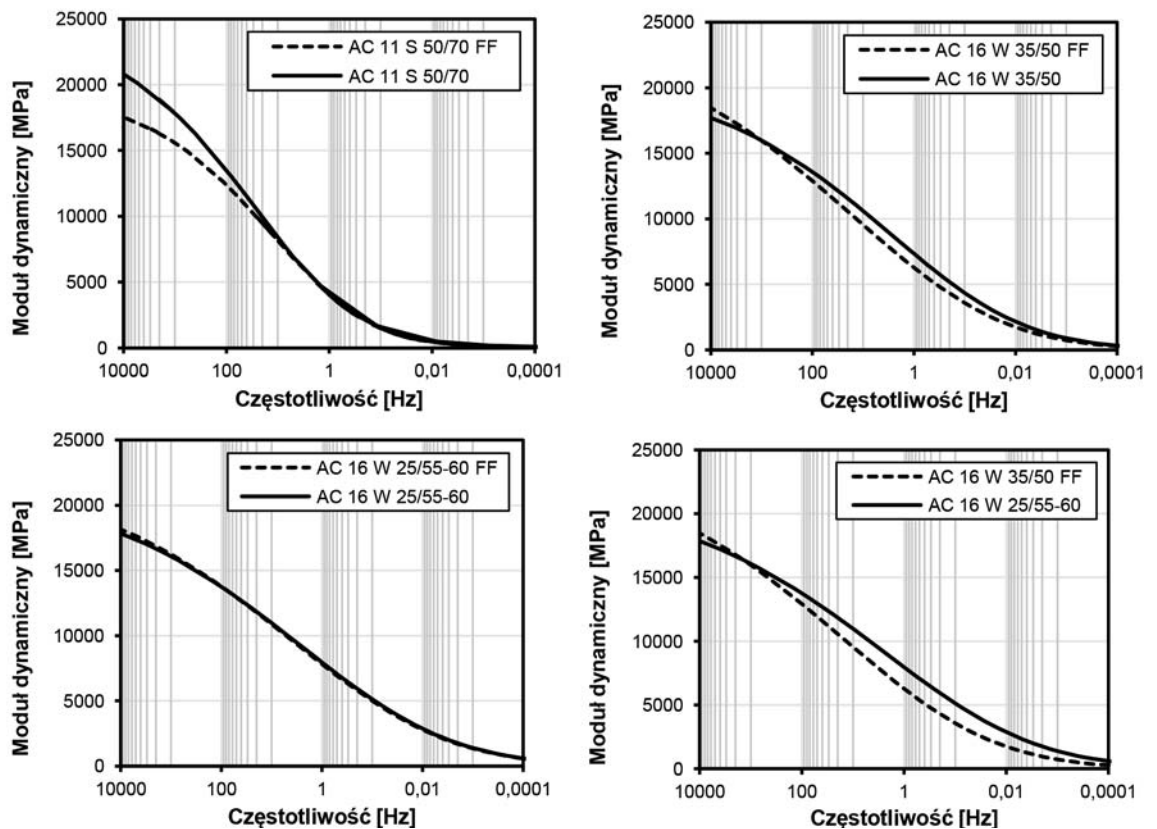 25000
20000
15000
10000
5000
0
Moduł dynamiczny [MPa]
AC 11 S 50/70 FF
AC 11 S 50/70
10000 100 1 0,01 0,0001
Częstotliwość [Hz]
25000
20000
15000
10000
5000
0
Moduł dynamiczny [MPa]
AC 16 W 35/50 FF
AC 16 W 35/50
10000 100 1 0,01 0,0001
Częstotliwość [Hz]
25000
20000
15000
10000
5000
0
Moduł dynamiczny [MPa]
AC 16 W 25/55-60 FF
AC 16 W 25/55-60
10000 100 1 0,01 0,0001
Częstotliwość [Hz]
25000
20000
15000
10000
5000
0
Moduł dynamiczny [MPa]
AC 16 W 35/50 FF
AC 16 W 25/55-60
10000 100 1 0,01 0,0001
Częstotliwość [Hz]